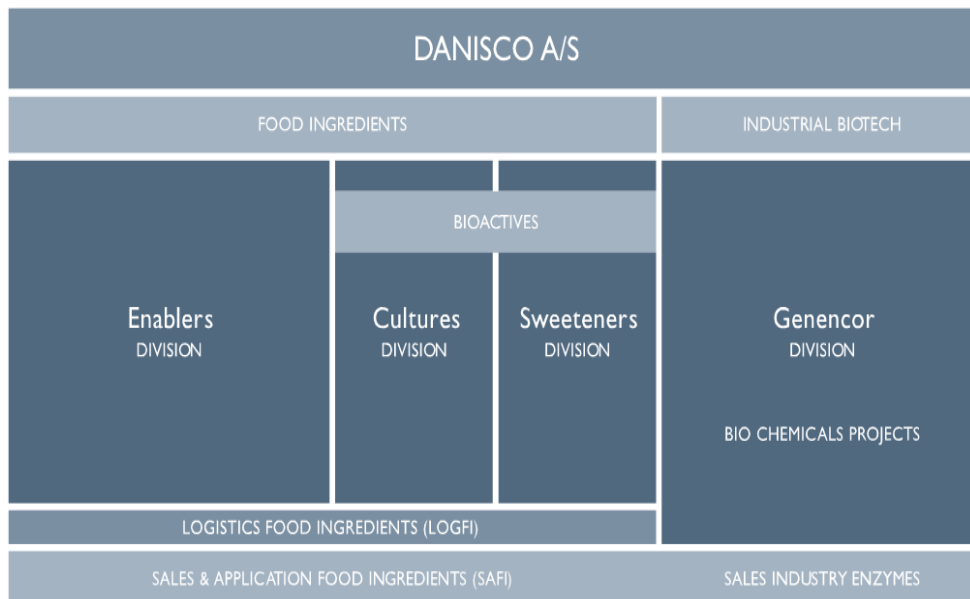 DANISCO A/S
FOOD INGREDIENTS
INDUSTRIAL BIOTECH
BIOACTIVES
Enablers
DIVISION
Cultures
DIVISION
Sweeteners
DIVISION
Genencor
DIVISION
BIO CHEMICALS PROJECTS
LOGISTICS FOOD INGREDIENTS (LOGFI)
SALES & APPLICATION FOOD INGREDIENTS (SAFI)
SALES INDUSTRY ENZYMES